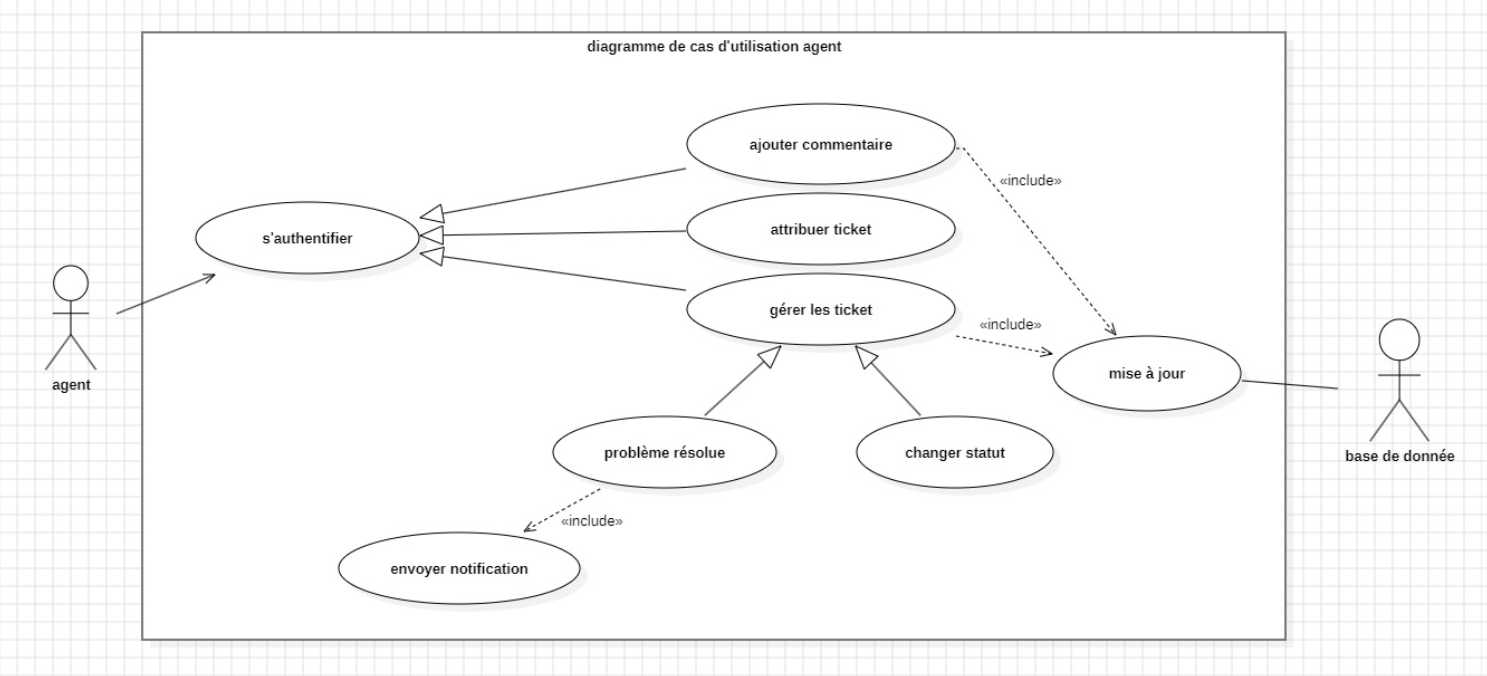 diagramme de cas d'utilisation agent
ajouter commentaire
«include»
attribuer ticket
s'authentifier
gérer les ticket
«include»
mise à jour
agent
problème résolue
changer statut
base de donnée
«include»
envoyer notification